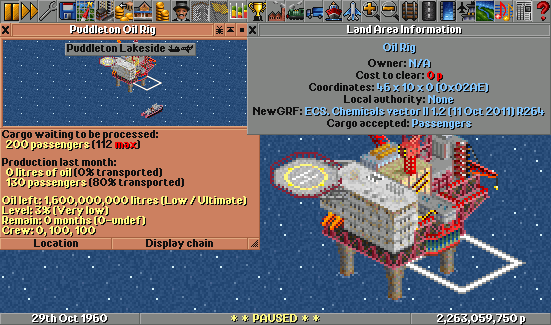 Puddleton Oil Rig
Puddleton Lakeside
Cargo waiting to be processed:
200 passengers (112 max)
Production last month:
0 litres of oil (0% transported)
130 passengers (80% transported)
Oil left: 1,600,000,000 litres (Low / Ultimate)
Level: 3% (Very low)
Remain: 0 months (0-undef)
Crew: 0, 100, 100
Location
Display chain
Land Area Information
Oil Rig
Owner: N/A
Cost to clear: 0 p
Coordinates: 46 x 10 x 0 (0x02AE)
Local authority: None
NewGRF: ECS. Chemicals vector II 1.2 (11 Oct 2011) R264
Cargo accepted: Passengers
29th Oct 1960
* * PAUSED * *
2,263,059,750 p